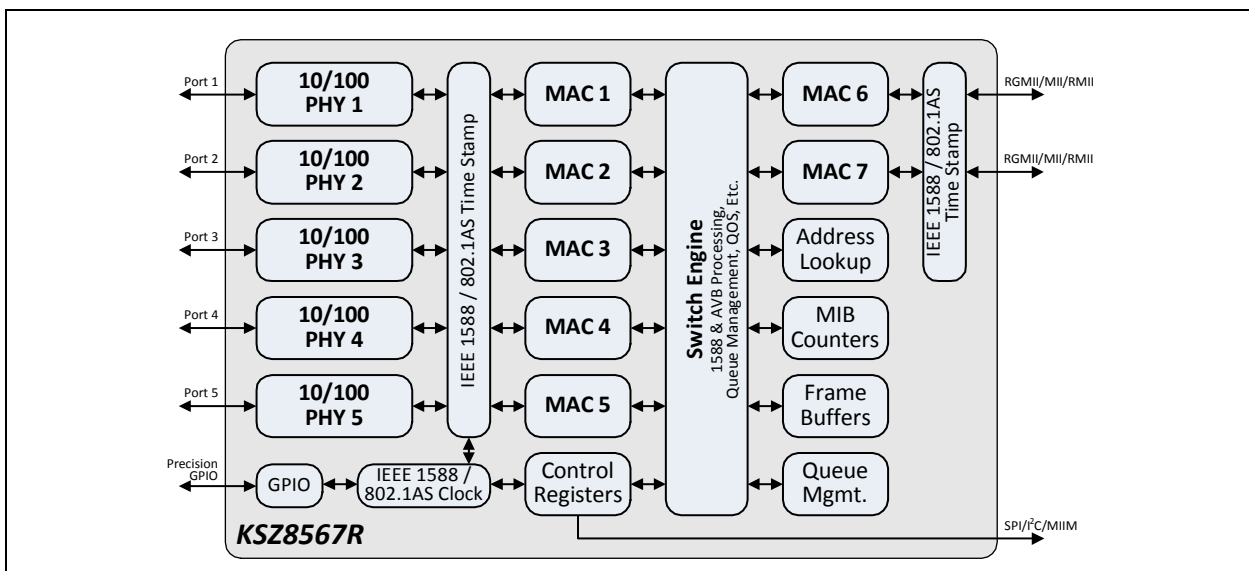 Port 1
10/100
PHY 1
MAC 1
MAC 6
RGMII/MII/RMII
Port 2
10/100
PHY 2
MAC 2
MAC 7
RGMII/MII/RMII
Port 3
10/100
PHY 3
MAC 3
Address
Lookup
Port 4
10/100
PHY 4
MAC 4
MIB
Counters
Port 5
10/100
PHY 5
MAC 5
Frame
Buffers
IEEE 1588 / 802.1AS Time Stamp
Switch Engine
1588 & AVB Processing,
Queue Management, QOS, Etc.
IEEE 1588 / 802.1AS
Time Stamp
Precision
GPIO
GPIO
IEEE 1588 /
802.1AS Clock
Control
Registers
Queue
Mgmt.
KSZ8567R
SPI/I²C/MIIM